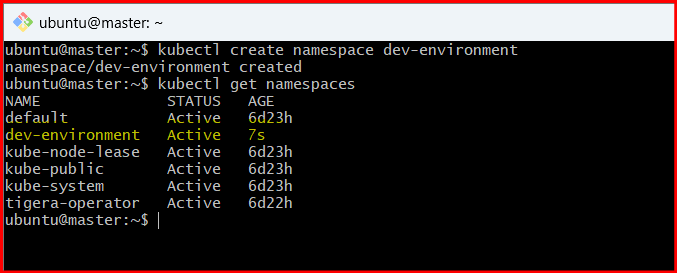 ubuntu@master: ~
ubuntu@master:~$ kubectl create namespace dev-environment
namespace/dev-environment created
ubuntu@master:~$ kubectl get namespaces
NAME STATUS AGE
default Active 6d23h
dev-environment Active 7s
kube-node-lease Active 6d23h
kube-public Active 6d23h
kube-system Active 6d23h
tigera-operator Active 6d22h
ubuntu@master:~$